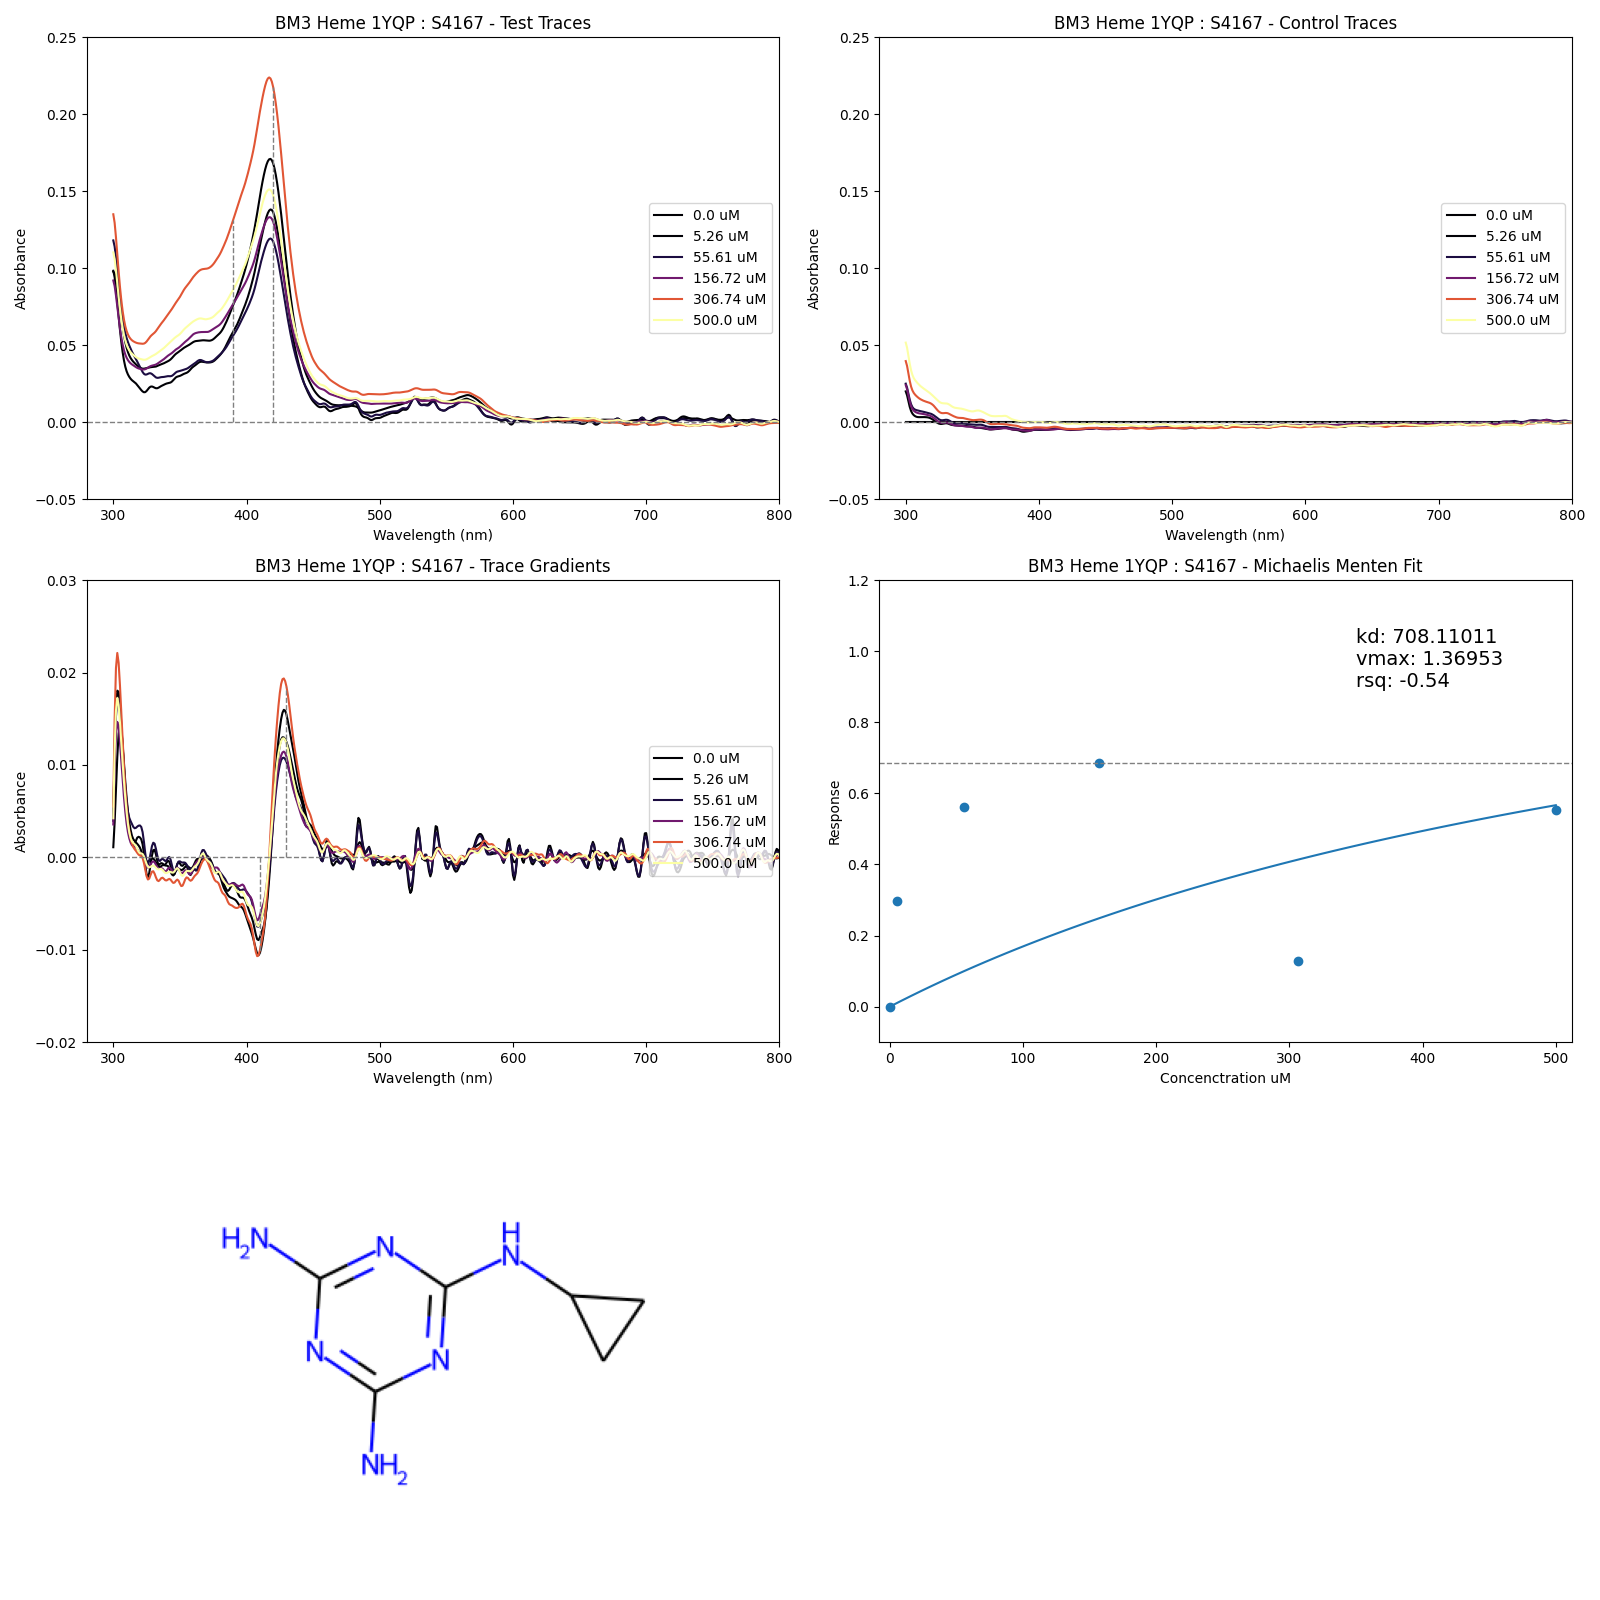 BM3 Heme 1YQP : S4167 - Test Traces
0.25
0.20
0.15
0.10
0.05
0.00
−0.05
Absorbance
300 400 500 600 700 800
Wavelength (nm)
0.0 uM
5.26 uM
55.61 uM
156.72 uM
306.74 uM
500.0 uM
BM3 Heme 1YQP : S4167 - Control Traces
0.25
0.20
0.15
0.10
0.05
0.00
−0.05
Absorbance
300 400 500 600 700 800
Wavelength (nm)
0.0 uM
5.26 uM
55.61 uM
156.72 uM
306.74 uM
500.0 uM
BM3 Heme 1YQP : S4167 - Trace Gradients
0.03
0.02
0.01
0.00
−0.01
−0.02
Absorbance
300 400 500 600 700 800
Wavelength (nm)
0.0 uM
5.26 uM
55.61 uM
156.72 uM
306.74 uM
500.0 uM
BM3 Heme 1YQP : S4167 - Michaelis Menten Fit
1.2
1.0
0.8
0.6
0.4
0.2
0.0
Response
0 100 200 300 400 500
Concenctration uM
kd: 708.11011
vmax: 1.36953
rsq: -0.54
H2N
N
H
N
N
N
NH2